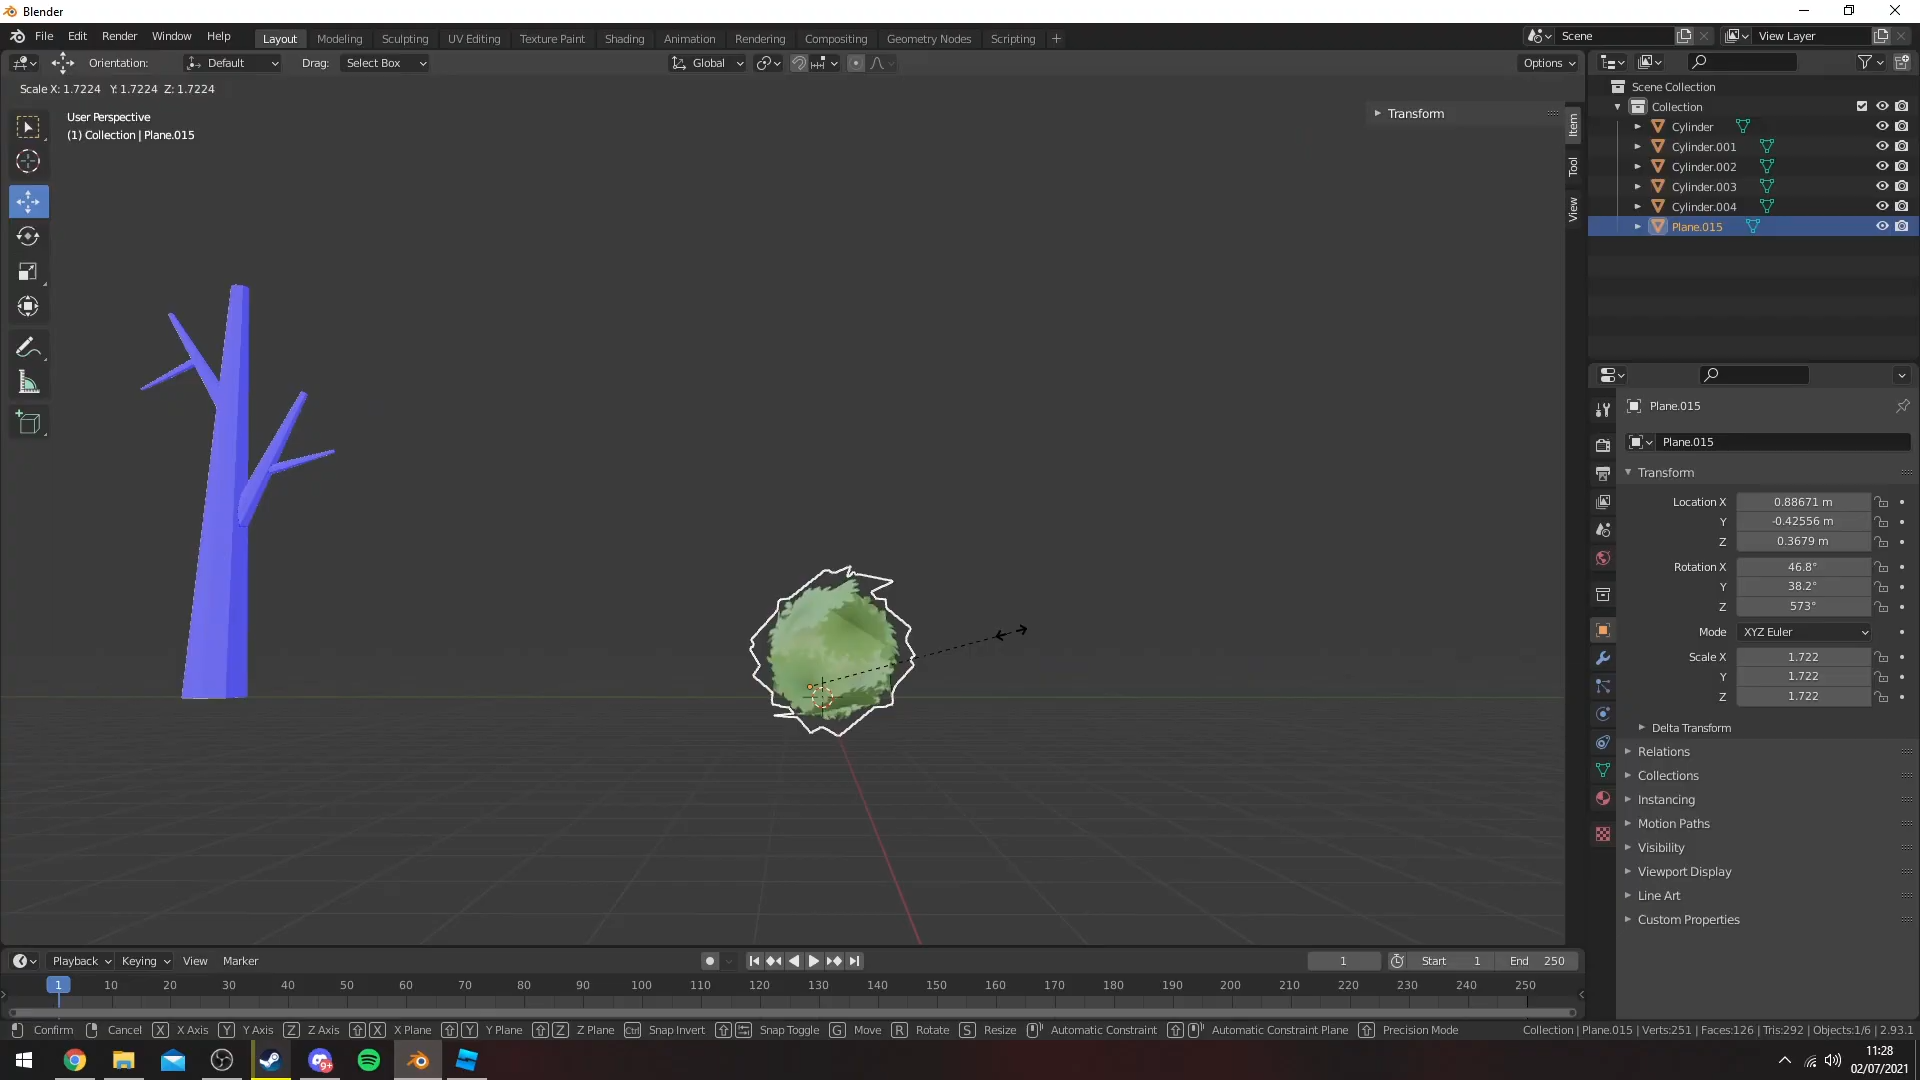 Blender
File Edit Render Window Help
Layout Modeling Sculpting UV Editing Texture Paint Shading Animation Rendering Compositing Geometry Nodes Scripting +
Scene
View Layer
Orientation: Default Drag: Select Box
Global
Options
Scale X: 1.7224 Y: 1.7224 Z: 1.7224
User Perspective
(1) Collection | Plane.015
Transform
Item
Tool
View
Scene Collection
Collection
Cylinder
Cylinder.001
Cylinder.002
Cylinder.003
Cylinder.004
Plane.015
Plane.015
Plane.015
Transform
Location X 0.88671 m
Y -0.42556 m
Z 0.3679 m
Rotation X 46.8°
Y 38.2°
Z 573°
Mode XYZ Euler
Scale X 1.722
Y 1.722
Z 1.722
Delta Transform
Relations
Collections
Instancing
Motion Paths
Visibility
Viewport Display
Line Art
Custom Properties
Playback Keying View Marker
1 Start 1 End 250
1 10 20 30 40 50 60 70 80 90 100 110 120 130 140 150 160 170 180 190 200 210 220 230 240 250
Confirm Cancel X X Axis Y Y Axis Z Z Axis X X Plane Y Y Plane Z Z Plane Ctrl Snap Invert Snap Toggle G Move R Rotate S Resize Automatic Constraint Automatic Constraint Plane Precision Mode
Collection | Plane.015 | Verts:251 | Faces:126 | Tris:292 | Objects:1/6 | 2.93.1
9+
11:28
02/07/2021